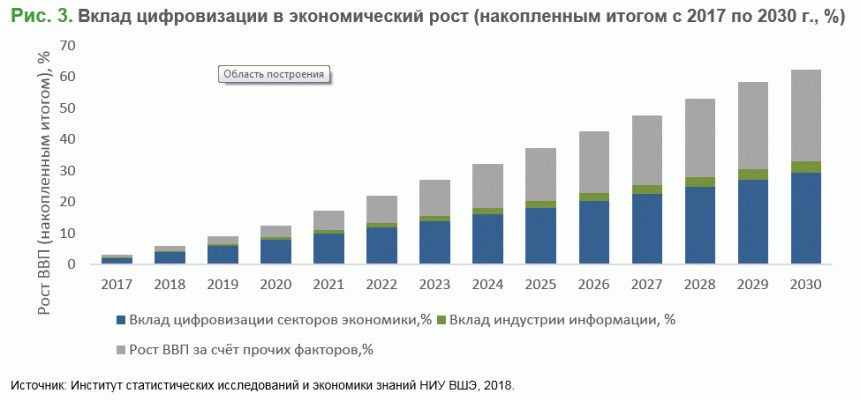 Рис. 3. Вклад цифровизации в экономический рост (накопленным итогом с 2017 по 2030 г., %)
Рост ВВП (накопленным итогом), %
70
60
50
40
30
20
10
0
Область построения
2017 2018 2019 2020 2021 2022 2023 2024 2025 2026 2027 2028 2029 2030
Вклад цифровизации секторов экономики,% Вклад индустрии информации, %
Рост ВВП за счёт прочих факторов,%
Источник: Институт статистических исследований и экономики знаний НИУ ВШЭ, 2018.